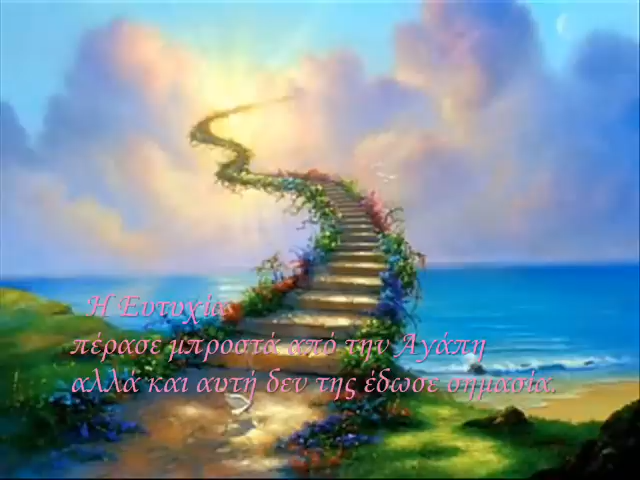 Η Ευτυχία
πέρασε μπροστά από την Αγάπη
αλλά και αυτή δεν της έδωσε σημασία.